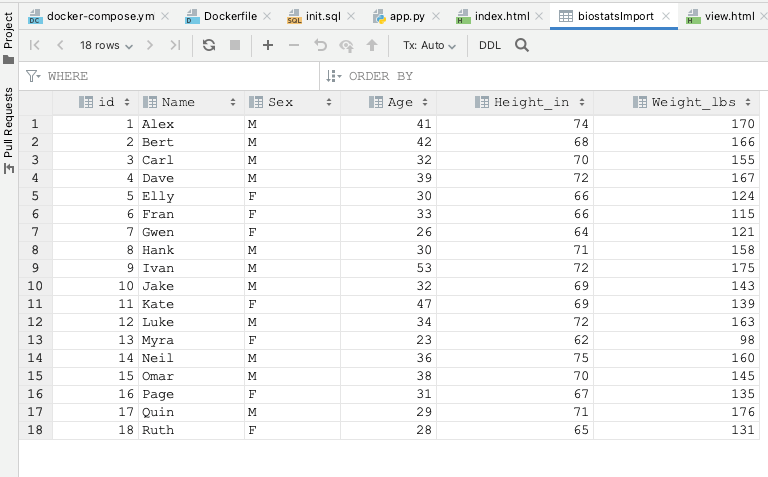 docker-compose.ym Dockerfile init.sql app.py index.html biostatsImport view.html
Project
Pull Requests
18 rows Tx: Auto DDL
WHERE ORDER BY
id Name Sex Age Height_in Weight_lbs
1 1 Alex M 41 74 170
2 2 Bert M 42 68 166
3 3 Carl M 32 70 155
4 4 Dave M 39 72 167
5 5 Elly F 30 66 124
6 6 Fran F 33 66 115
7 7 Gwen F 26 64 121
8 8 Hank M 30 71 158
9 9 Ivan M 53 72 175
10 10 Jake M 32 69 143
11 11 Kate F 47 69 139
12 12 Luke M 34 72 163
13 13 Myra F 23 62 98
14 14 Neil M 36 75 160
15 15 Omar M 38 70 145
16 16 Page F 31 67 135
17 17 Quin M 29 71 176
18 18 Ruth F 28 65 131